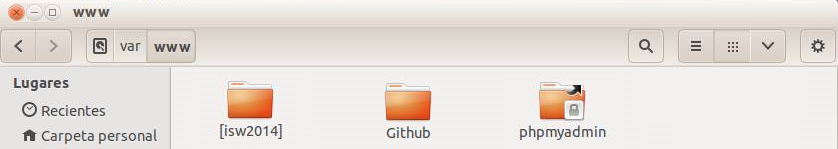 www
var www
Lugares
Recientes
Carpeta personal
[isw2014]
Github
phpmyadmin